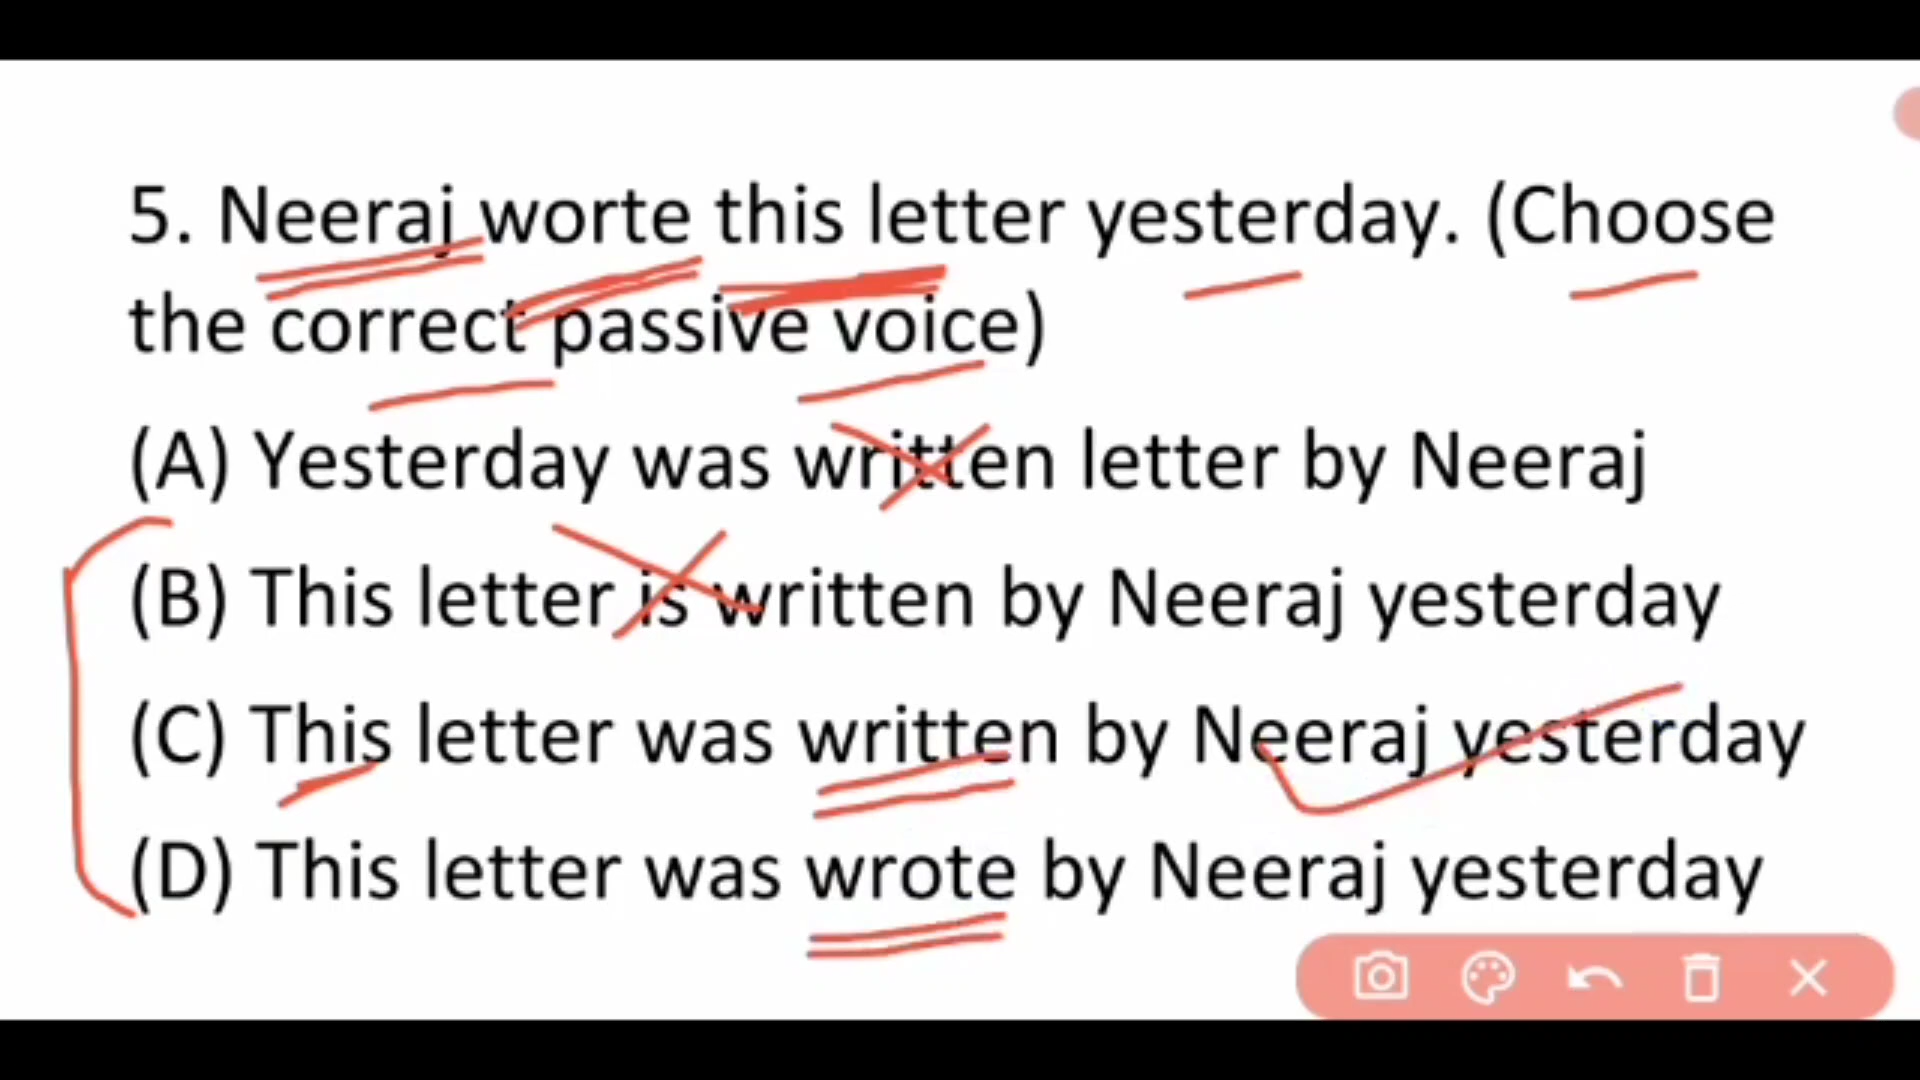 5. Neeraj worte this letter yesterday. (Choose
the correct passive voice)
(A) Yesterday was written letter by Neeraj
(B) This letter is written by Neeraj yesterday
(C) This letter was written by Neeraj yesterday
(D) This letter was wrote by Neeraj yesterday